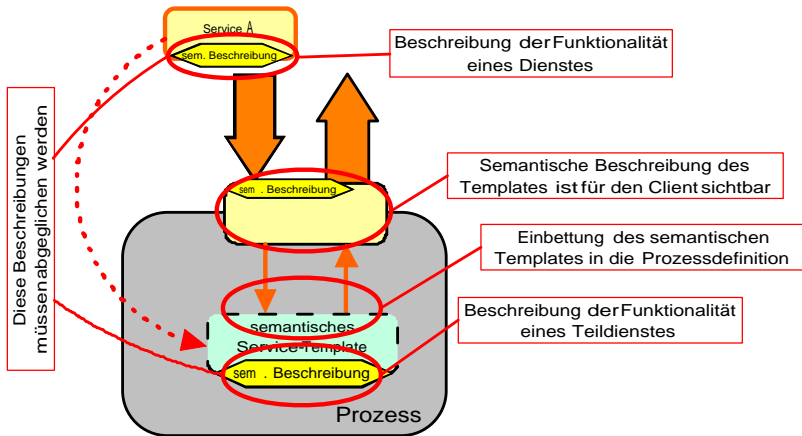 Service A
sem. Beschreibung
Beschreibung der Funktionalität
eines Dienstes
Diese Beschreibungen
müssen abgeglichen werden
sem . Beschreibung
Semantische Beschreibung des
Templates ist für den Client sichtbar
Einbettung des semantischen
Templates in die Prozessdefinition
semantisches
Service-Template
sem . Beschreibung
Beschreibung der Funktionalität
eines Teildienstes
Prozess